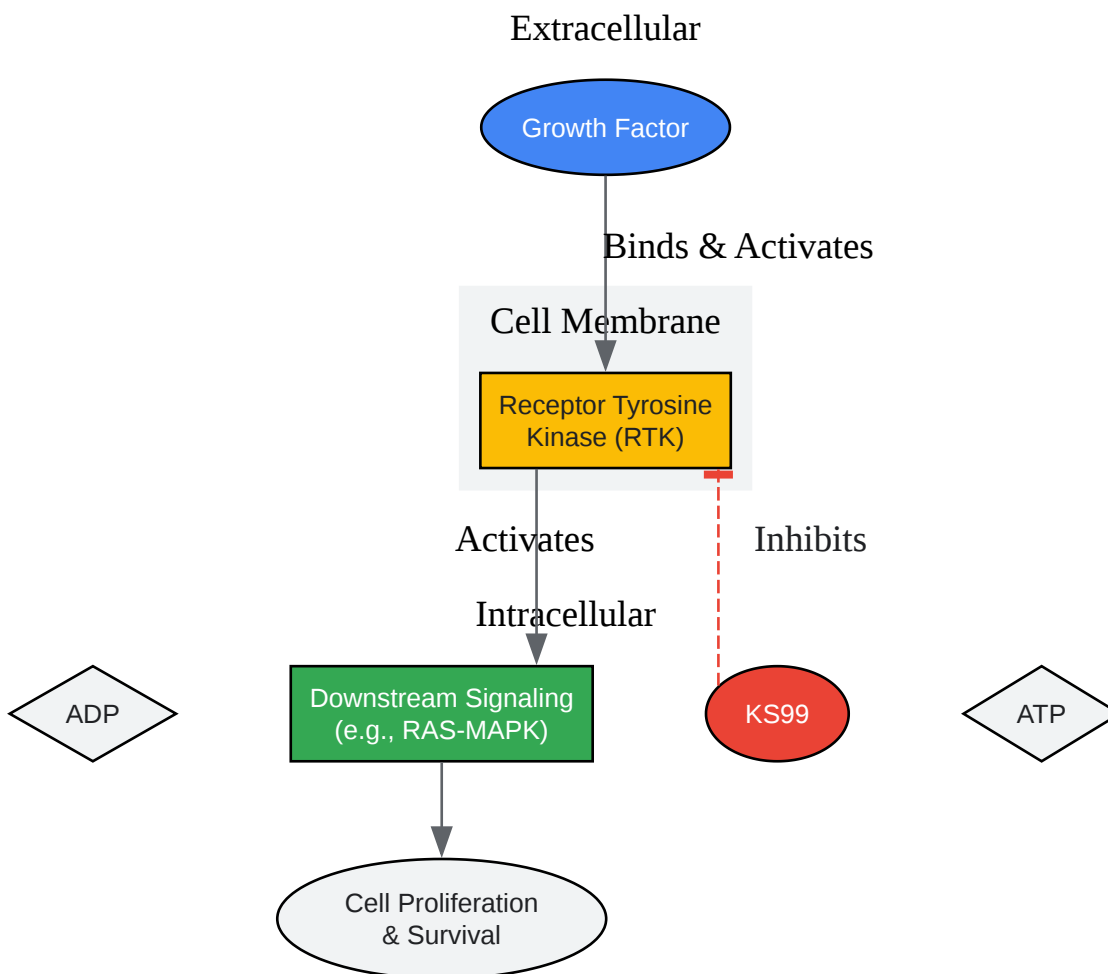 Extracellular
Growth Factor
Binds & Activates
Cell Membrane
Receptor Tyrosine
Kinase (RTK)
Activates
Inhibits
Intracellular
ADP
Downstream Signaling
(e.g., RAS-MAPK)
KS99
ATP
Cell Proliferation
& Survival